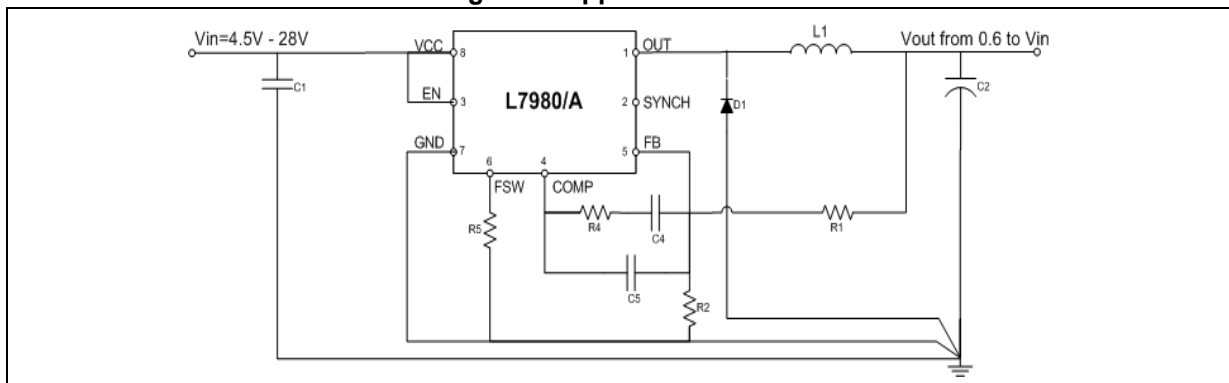 Vin=4.5V - 28V
C1
VCC
8
EN
3
GND
7
L7980/A
1
OUT
2
SYNCH
5
FB
6
FSW
4
COMP
L1
Vout from 0.6 to Vin
C2
D1
R5
R4
C4
R1
C5
R2